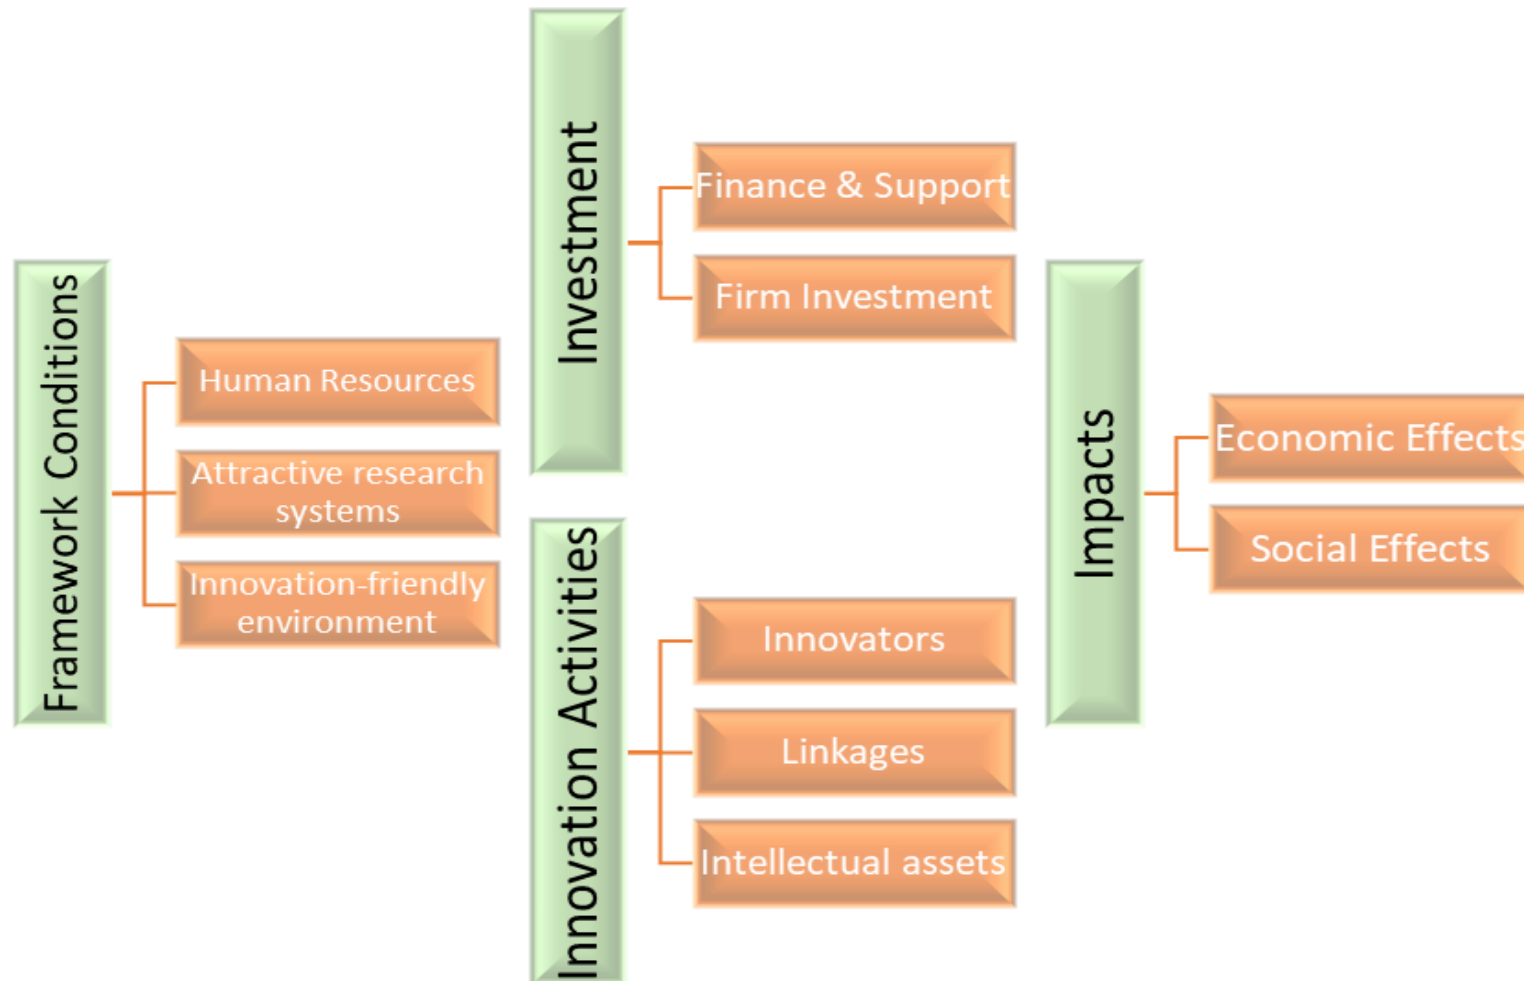 Framework Conditions
Human Resources
Attractive research
systems
Innovation-friendly
environment
Investment
Finance & Support
Firm Investment
Innovation Activities
Innovators
Linkages
Intellectual assets
Impacts
Economic Effects
Social Effects